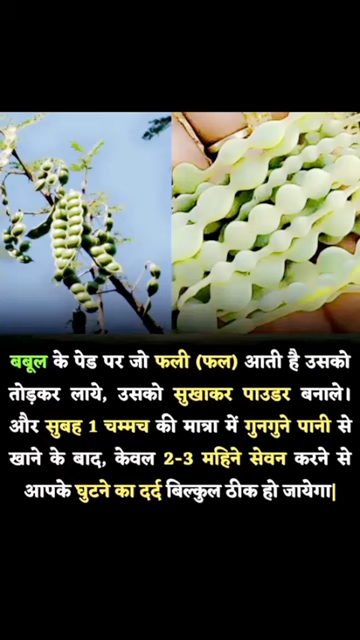 बबूल के पेड पर जो फली (फल) आती है उसको
तोड़कर लाये, उसको सुखाकर पाउडर बनाले।
और सुबह 1 चम्मच की मात्रा में गुनगुने पानी से
खाने के बाद, केवल 2-3 महिने सेवन करने से
आपके घुटने का दर्द बिल्कुल ठीक हो जायेगा|